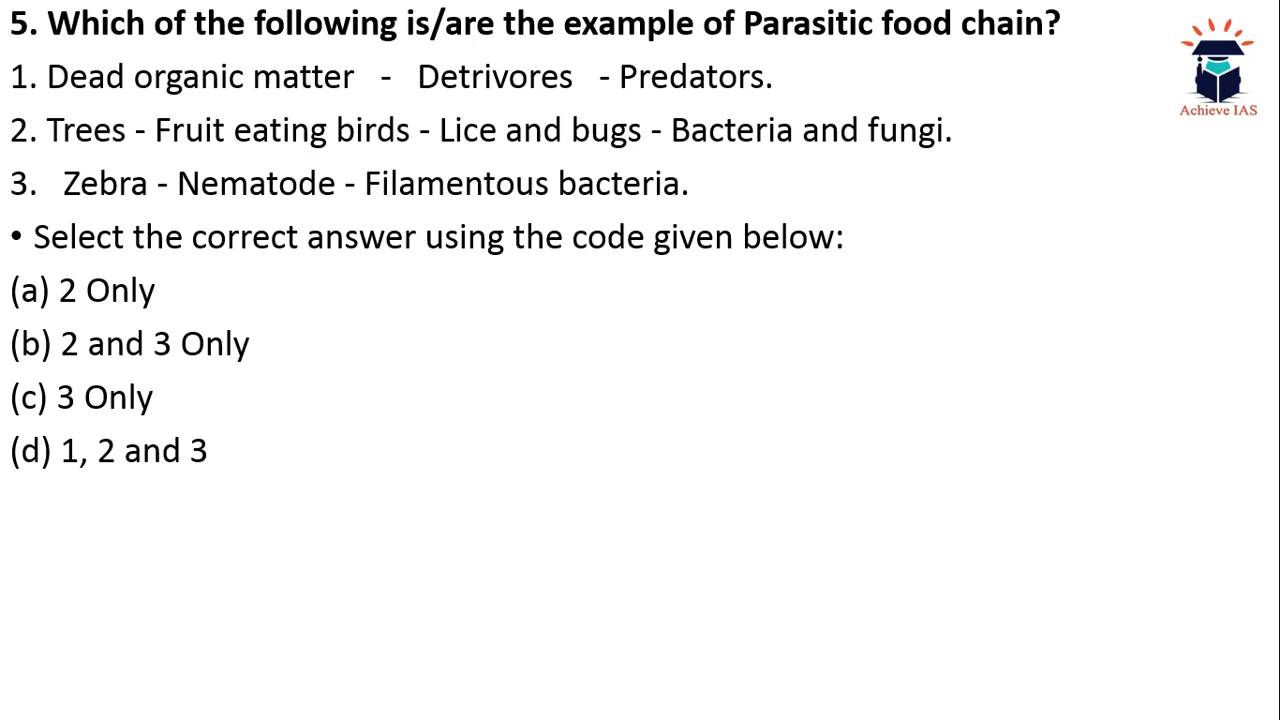 5. Which of the following is/are the example of Parasitic food chain?
1. Dead organic matter - Detrivores - Predators.
2. Trees - Fruit eating birds - Lice and bugs - Bacteria and fungi.
3. Zebra - Nematode - Filamentous bacteria.
• Select the correct answer using the code given below:
(a) 2 Only
(b) 2 and 3 Only
(c) 3 Only
(d) 1, 2 and 3
Achieve IAS